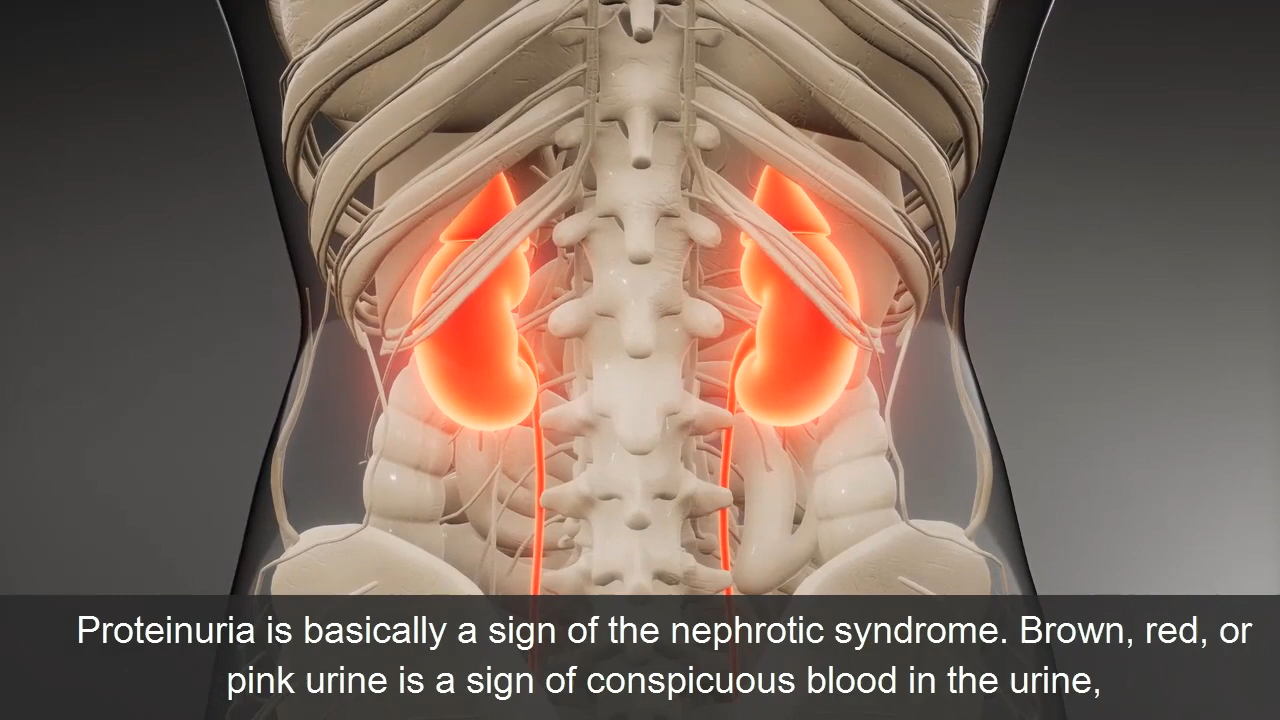 Proteinuria is basically a sign of the nephrotic syndrome. Brown, red, or
pink urine is a sign of conspicuous blood in the urine,